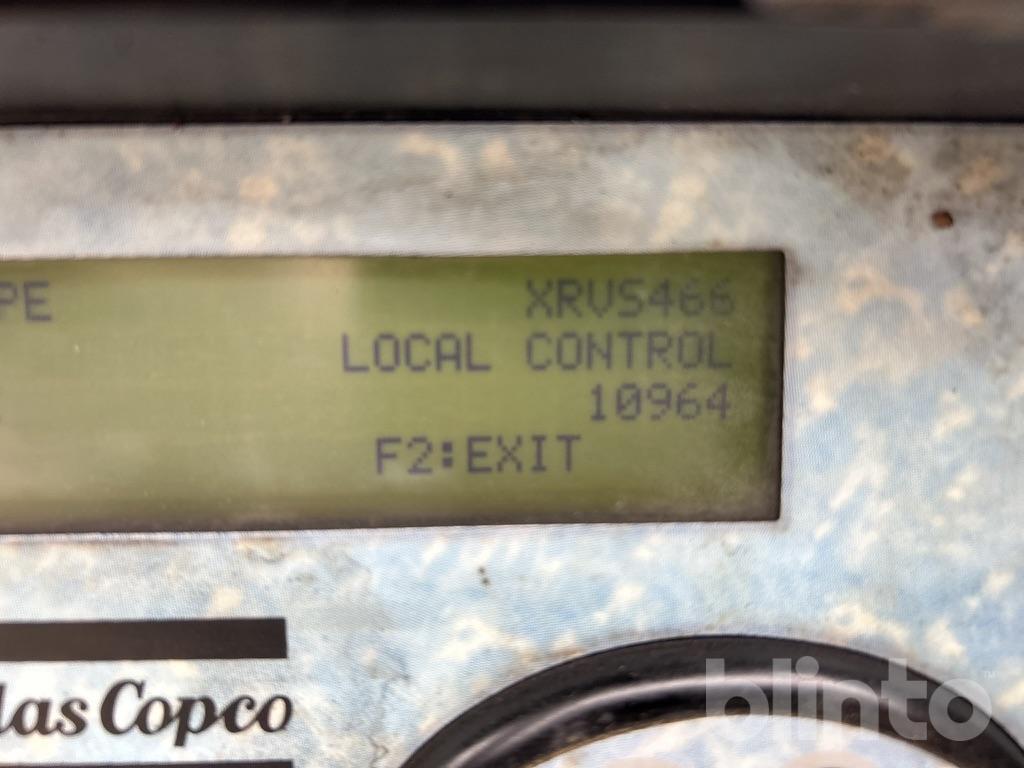 PE XRVS466
LOCAL CONTROL
10964
F2:EXIT
las Copco
blinto